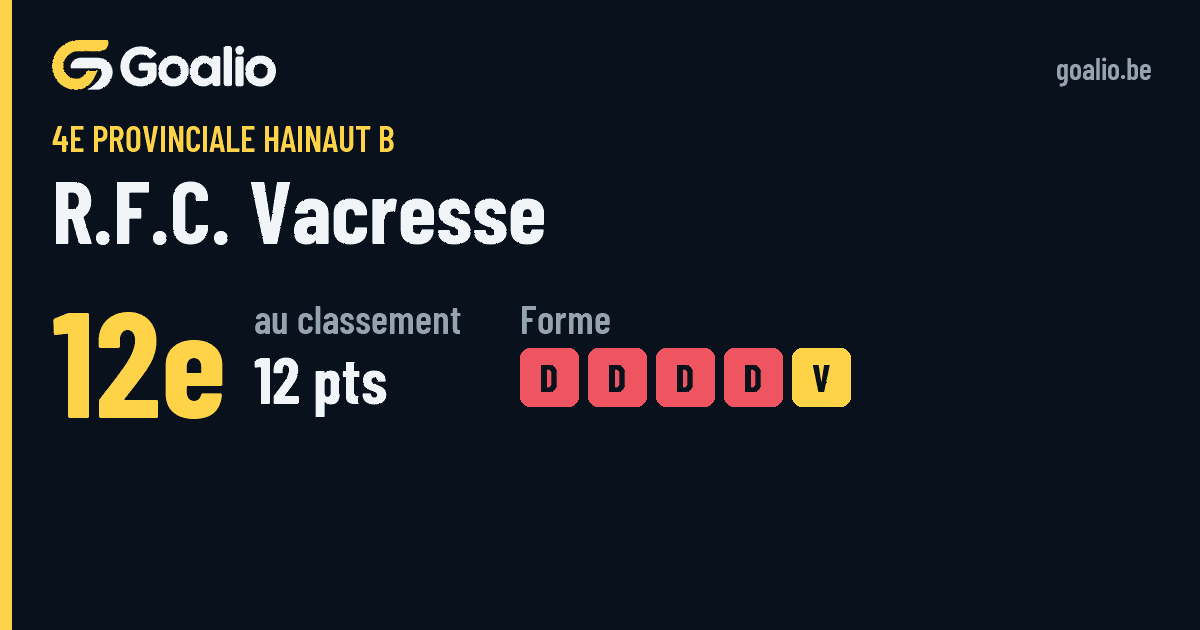 Goalio
goalio.be
4E PROVINCIALE HAINAUT B
R.F.C. Vacresse
12e
au classement
12 pts
Forme
D D D D V